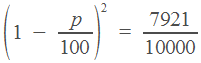 (1 − p/100)² = 7921/10000